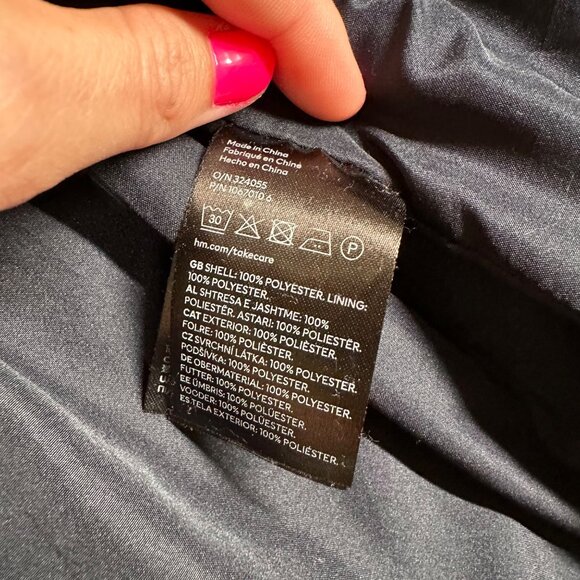 Made in China
Fabriqué en Chine
Hecho en China
O/N 324055
P/N 1067010.6
30
P
hm.com/takecare
GB SHELL: 100% POLYESTER. LINING:
100% POLYESTER.
AL SHTRESA E JASHTME: 100%
POLIESTËR. ASTARI: 100% POLIESTËR.
CAT EXTERIOR: 100% POLIÈSTER.
FOLRE: 100% POLIÈSTER.
CZ SVRCHNÍ LÁTKA: 100% POLYESTER.
PODŠÍVKA: 100% POLYESTER.
DE OBERMATERIAL: 100% POLYESTER.
FUTTER: 100% POLYESTER.
EE ÜMBRIS: 100% POLÜESTER.
VOODER: 100% POLÜESTER.
ES TELA EXTERIOR: 100% POLIÉSTER.